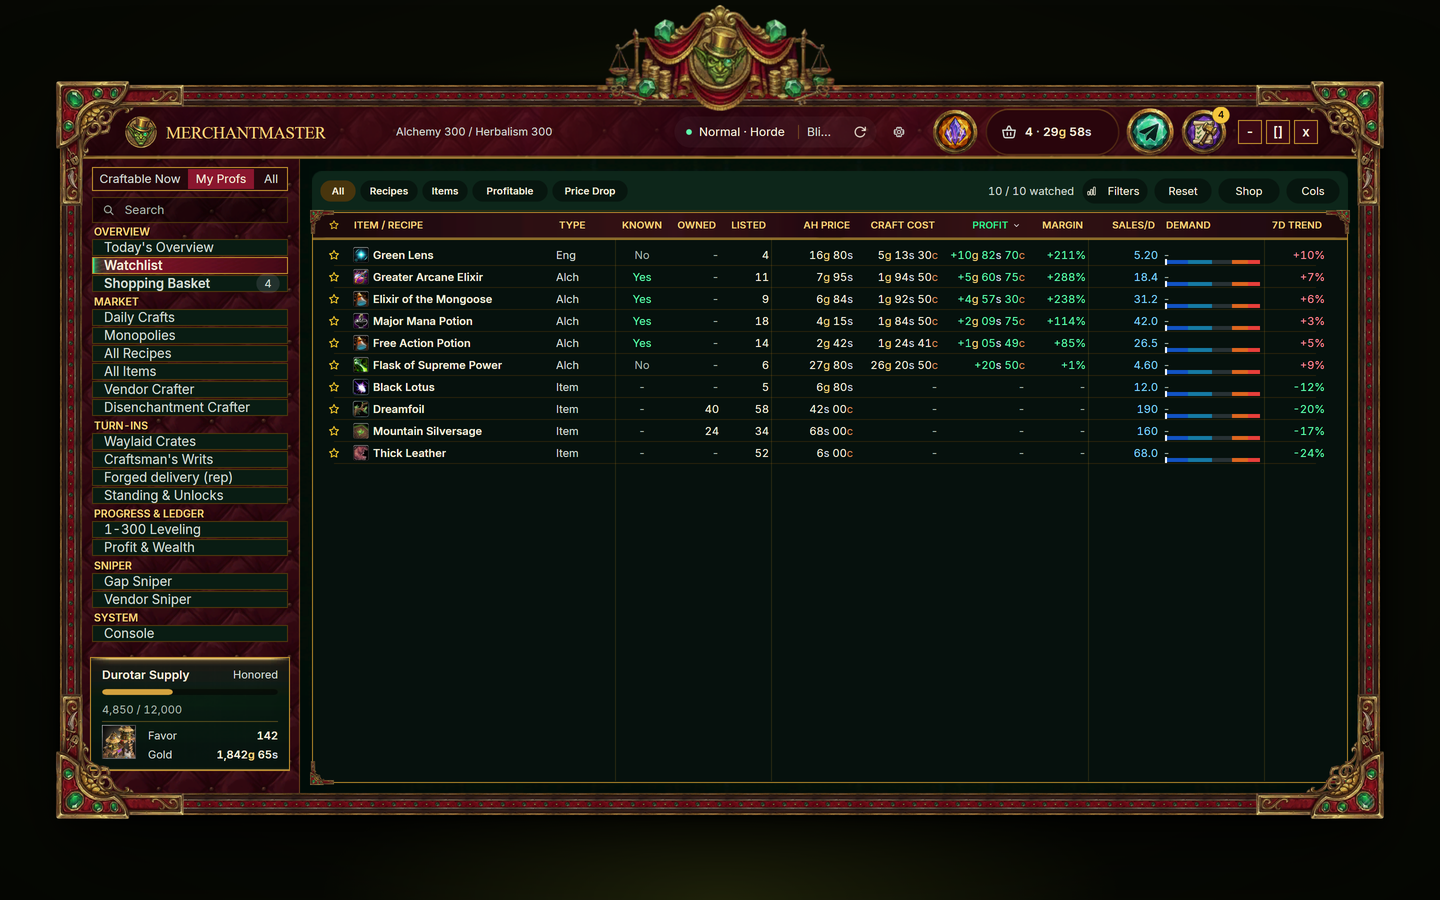 MERCHANTMASTER
Alchemy 300 / Herbalism 300
Normal · Horde
Bli...
4 · 29g 58s
4
-
[]
x
Craftable Now
My Profs
All
Search
OVERVIEW
Today's Overview
Watchlist
Shopping Basket 4
MARKET
Daily Crafts
Monopolies
All Recipes
All Items
Vendor Crafter
Disenchantment Crafter
TURN-INS
Waylaid Crates
Craftsman's Writs
Forged delivery (rep)
Standing & Unlocks
PROGRESS & LEDGER
1-300 Leveling
Profit & Wealth
SNIPER
Gap Sniper
Vendor Sniper
SYSTEM
Console
Durotar Supply Honored
4,850 / 12,000
Favor 142
Gold 1,842g 65s
All Recipes Items Profitable Price Drop
10 / 10 watched Filters Reset Shop Cols
ITEM / RECIPE TYPE KNOWN OWNED LISTED AH PRICE CRAFT COST PROFIT MARGIN SALES/D DEMAND 7D TREND
Green Lens Eng No - 4 16g 80s 5g 13s 30c +10g 82s 70c +211% 5.20 - +10%
Greater Arcane Elixir Alch Yes - 11 7g 95s 1g 94s 50c +5g 60s 75c +288% 18.4 - +7%
Elixir of the Mongoose Alch Yes - 9 6g 84s 1g 92s 50c +4g 57s 30c +238% 31.2 - +6%
Major Mana Potion Alch Yes - 18 4g 15s 1g 84s 50c +2g 09s 75c +114% 42.0 - +3%
Free Action Potion Alch Yes - 14 2g 42s 1g 24s 41c +1g 05s 49c +85% 26.5 - +5%
Flask of Supreme Power Alch No - 6 27g 80s 26g 20s 50c +20s 50c +1% 4.60 - +9%
Black Lotus Item - - 5 6g 80s - - - 12.0 - -12%
Dreamfoil Item - 40 58 42s 00c - - - 190 - -20%
Mountain Silversage Item - 24 34 68s 00c - - - 160 - -17%
Thick Leather Item - - 52 6s 00c - - - 68.0 - -24%